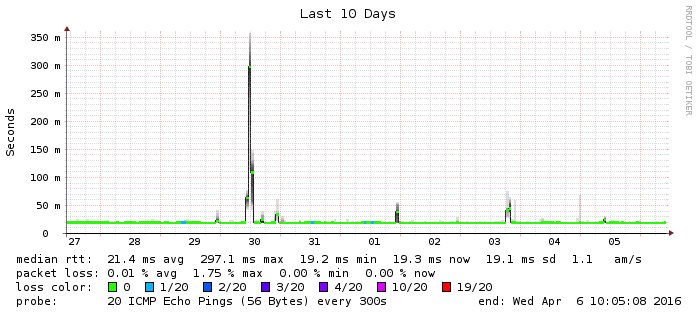 Last 10 Days
RRDTOOL / TOBI OETIKER
Seconds
350 m
300 m
250 m
200 m
150 m
100 m
50 m
0
27 28 29 30 31 01 02 03 04 05
median rtt: 21.4 ms avg 297.1 ms max 19.2 ms min 19.3 ms now 19.1 ms sd 1.1 am/s
packet loss: 0.01 % avg 1.75 % max 0.00 % min 0.00 % now
loss color: 0 1/20 2/20 3/20 4/20 10/20 19/20
probe: 20 ICMP Echo Pings (56 Bytes) every 300s end: Wed Apr 6 10:05:08 2016